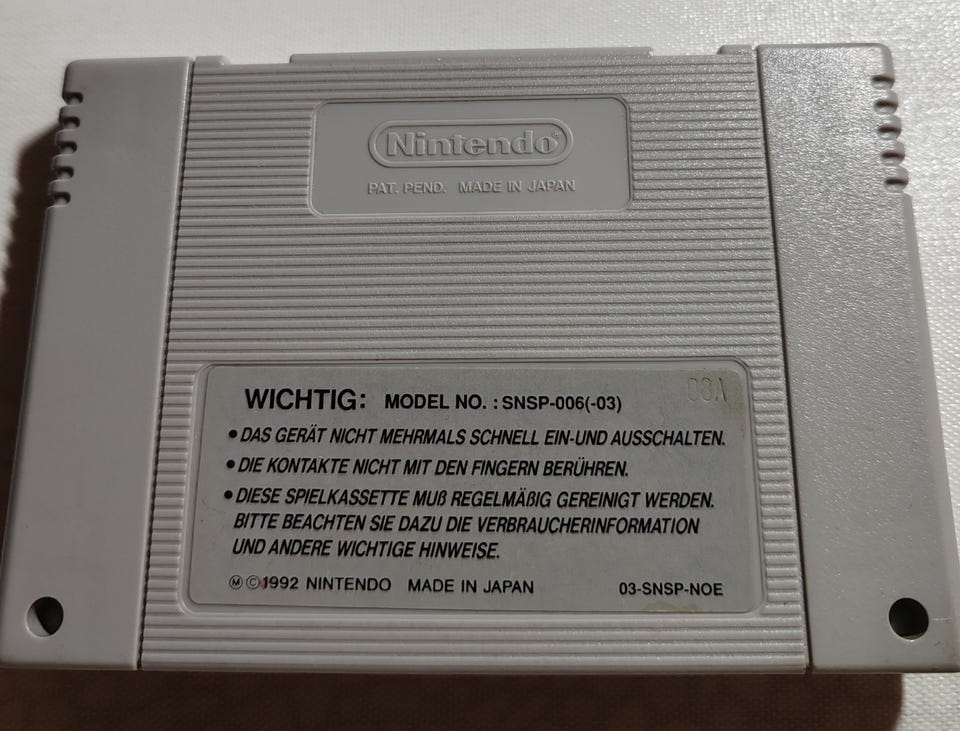 Nintendo®
PAT. PEND. MADE IN JAPAN
00A
WICHTIG: MODEL NO. : SNSP-006(-03)
• DAS GERÄT NICHT MEHRMALS SCHNELL EIN-UND AUSSCHALTEN.
• DIE KONTAKTE NICHT MIT DEN FINGERN BERÜHREN.
• DIESE SPIELKASSETTE MUß REGELMÄßIG GEREINIGT WERDEN.
BITTE BEACHTEN SIE DAZU DIE VERBRAUCHERINFORMATION
UND ANDERE WICHTIGE HINWEISE.
Ⓜ ©1992 NINTENDO MADE IN JAPAN 03-SNSP-NOE